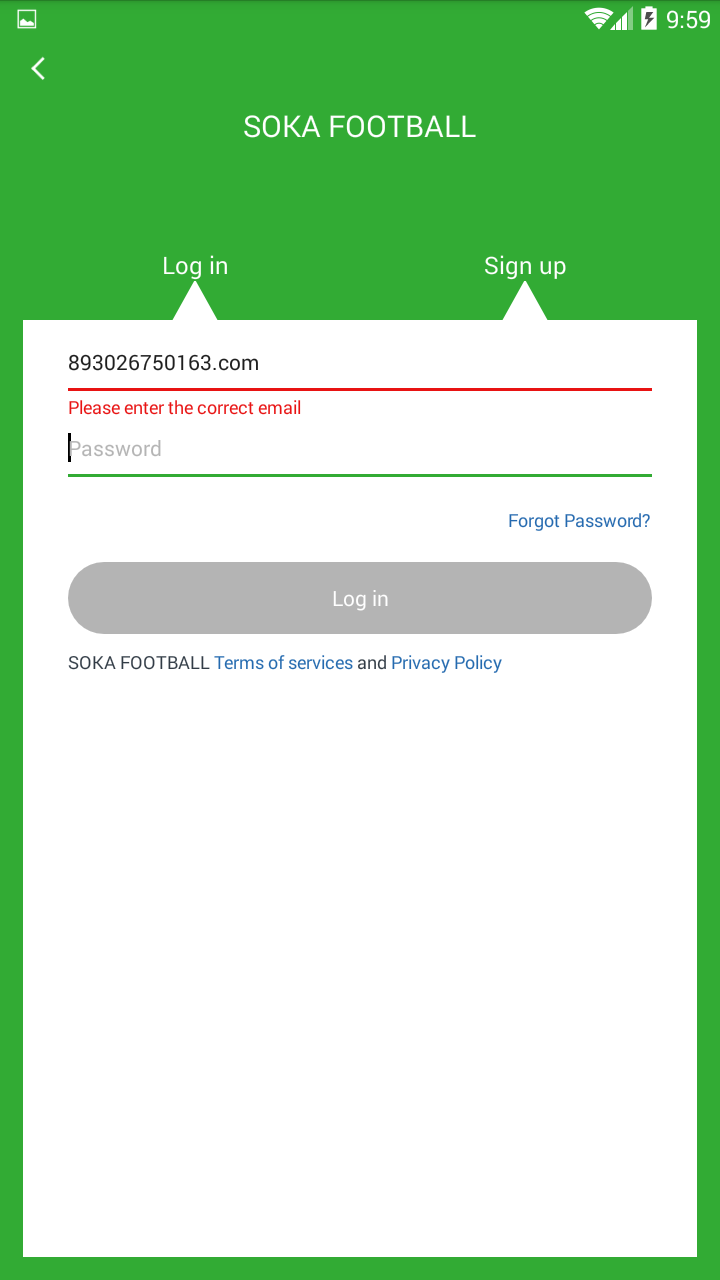 9:59
SOKA FOOTBALL
Log in
Sign up
893026750163.com
Please enter the correct email
Password
Forgot Password?
Log in
SOKA FOOTBALL Terms of services and Privacy Policy